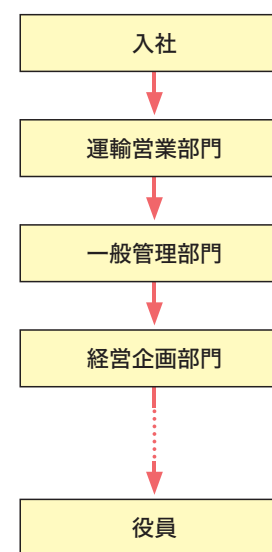 入社
運輸営業部門
一般管理部門
経営企画部門
役員